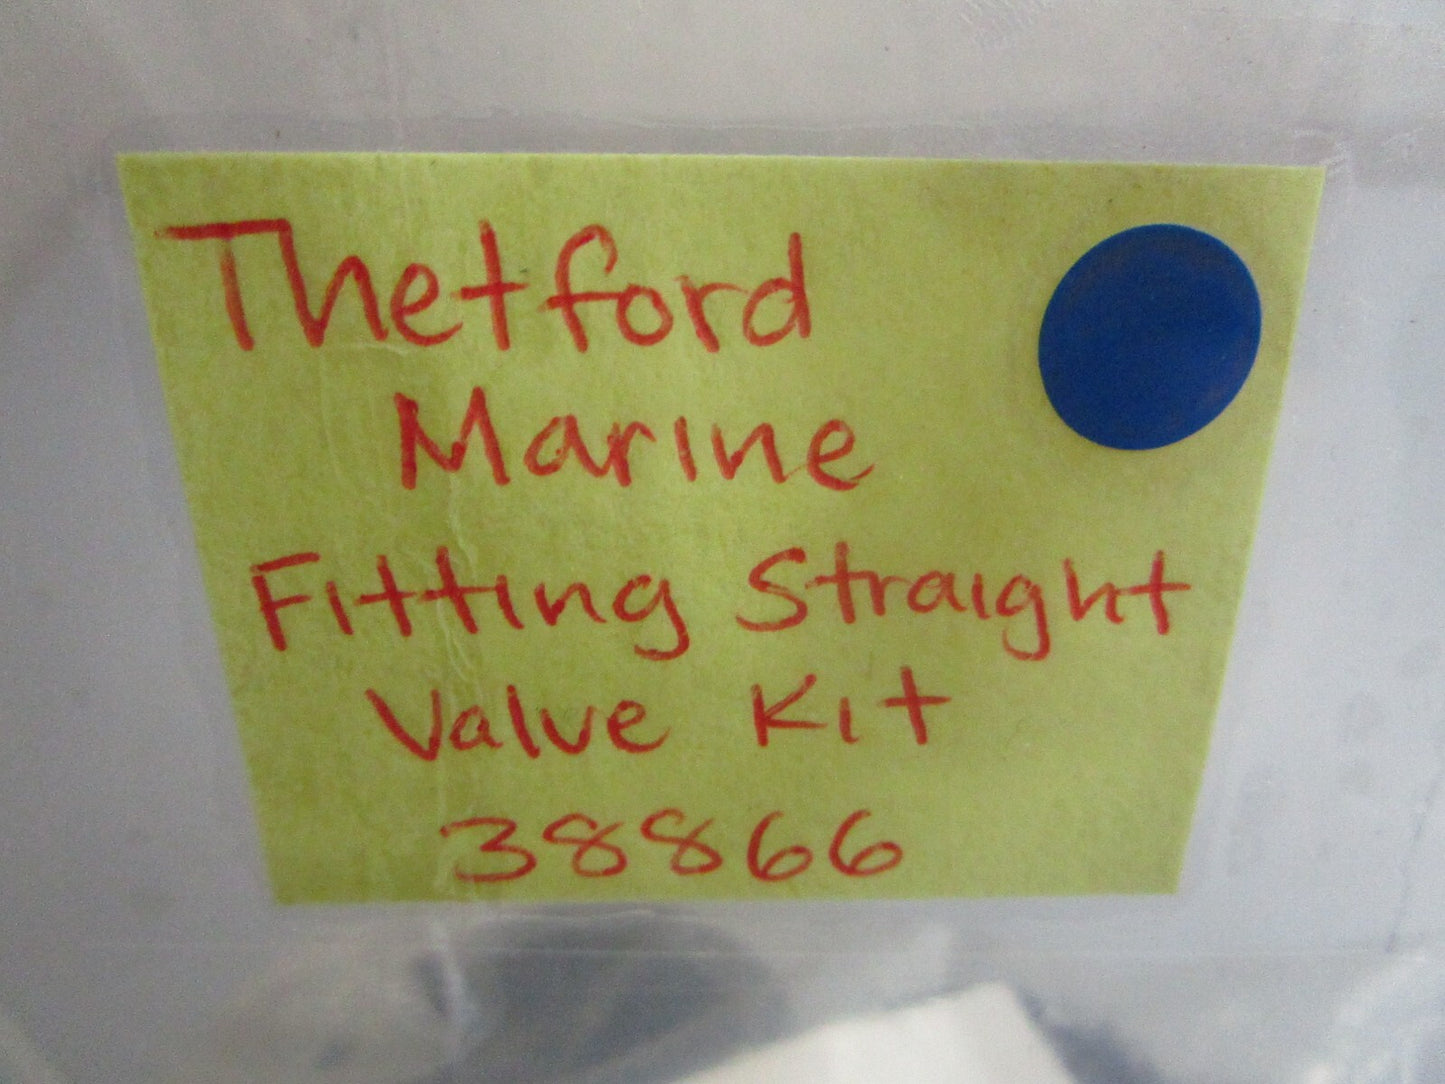 Thetford
Marine
Fitting Straight
Valve Kit
38866